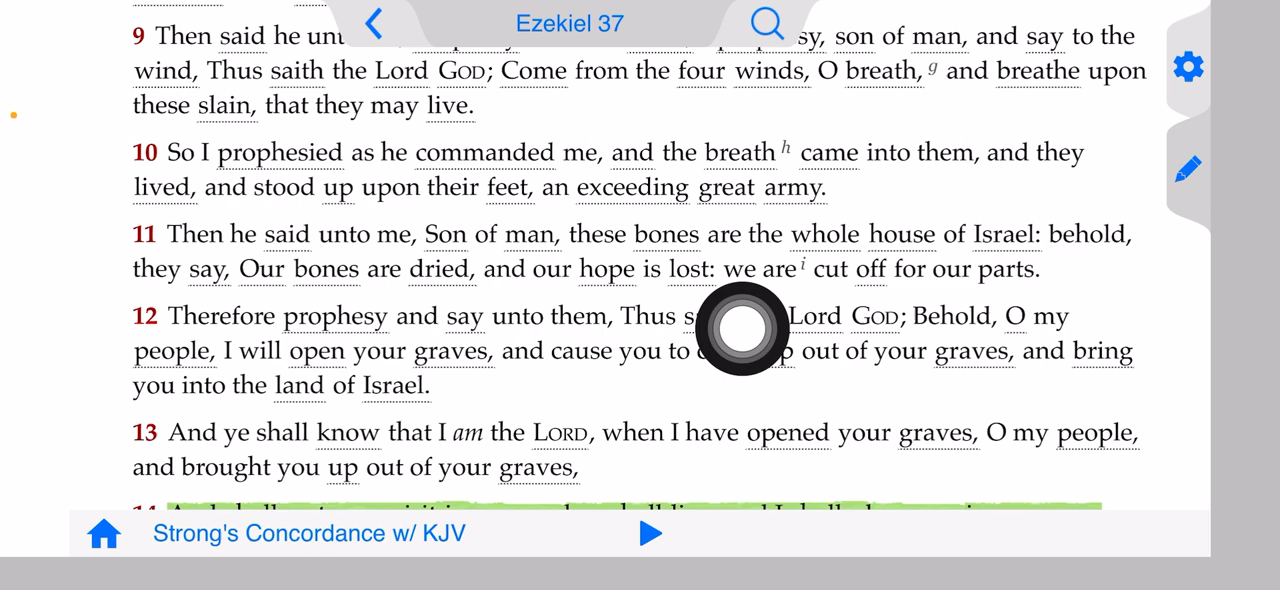 Ezekiel 37
9 Then said he sy, son of man, and say to the
wind, Thus saith the Lord GOD; Come from the four winds, O breath, g and breathe upon
these slain, that they may live.
10 So I prophesied as he commanded me, and the breath h came into them, and they
lived, and stood up upon their feet, an exceeding great army.
11 Then he said unto me, Son of man, these bones are the whole house of Israel: behold,
they say, Our bones are dried, and our hope is lost: we are i cut off for our parts.
12 Therefore prophesy and say unto them, Thus Lord GOD; Behold, O my
people, I will open your graves, and cause you to out of your graves, and bring
you into the land of Israel.
13 And ye shall know that I am the LORD, when I have opened your graves, O my people,
and brought you up out of your graves,
Strong's Concordance w/ KJV